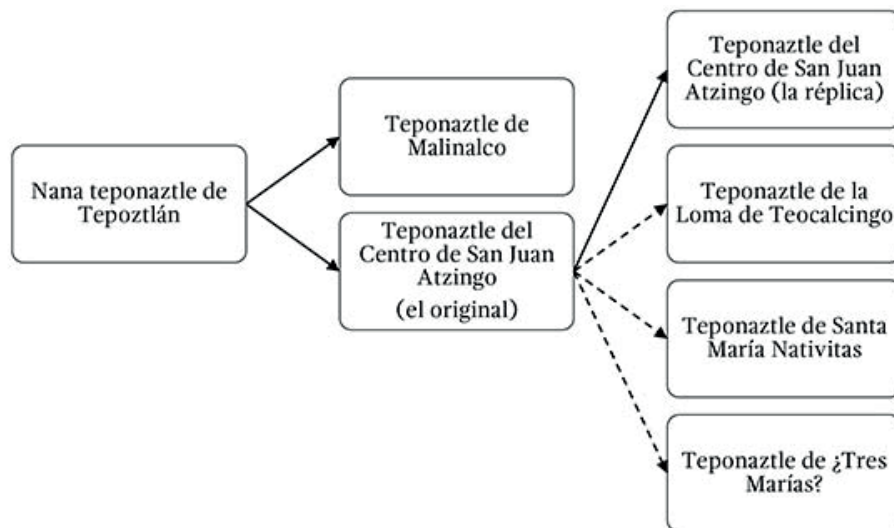 Nana teponaztle de
Tepoztlán
Teponaztle de
Malinalco
Teponaztle del
Centro de San Juan
Atzingo
(el original)
Teponaztle del
Centro de San Juan
Atzingo (la réplica)
Teponaztle de la
Loma de Teocalcingo
Teponaztle de Santa
María Nativitas
Teponaztle de ¿Tres
Marías?